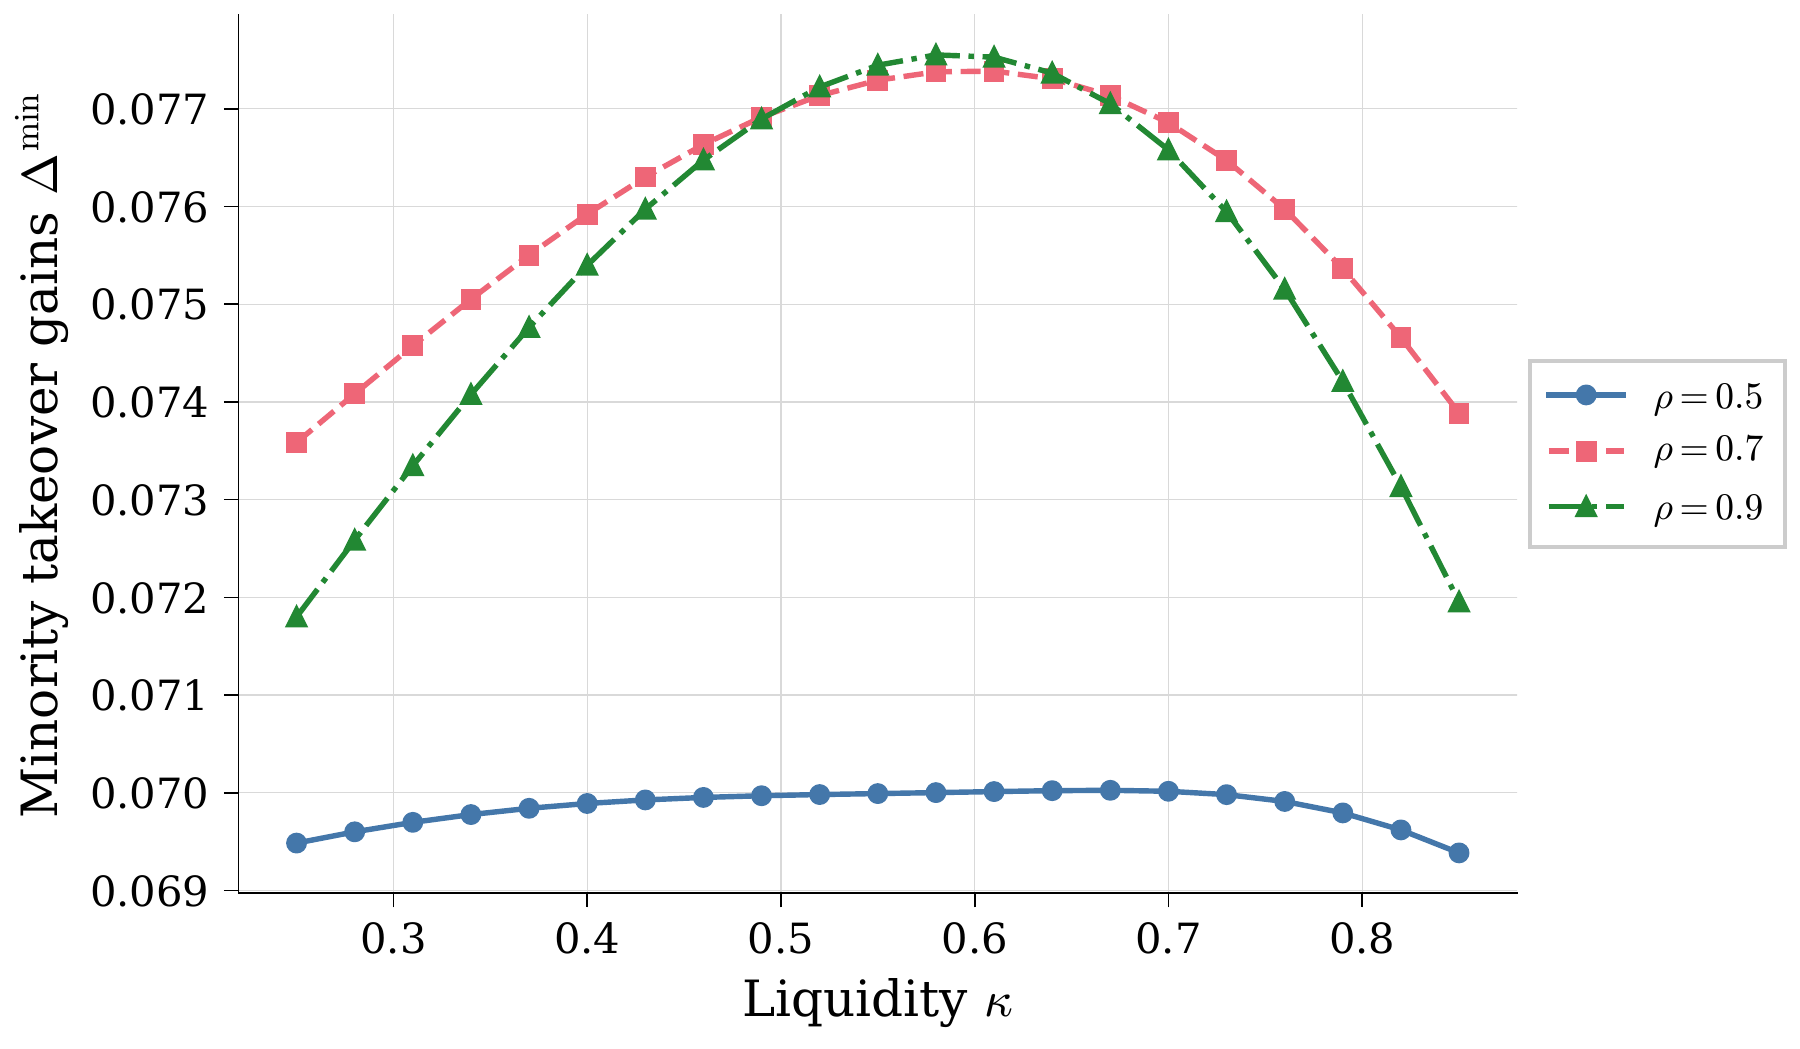 Minority takeover gains Δ^min
0.077
0.076
0.075
0.074
0.073
0.072
0.071
0.070
0.069
0.3 0.4 0.5 0.6 0.7 0.8
Liquidity κ
ρ = 0.5
ρ = 0.7
ρ = 0.9